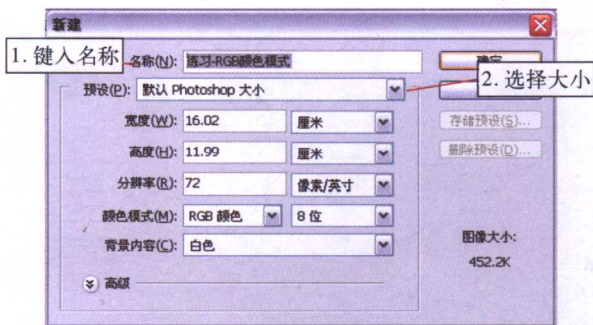 新建
1. 键入名称
名称(N): 练习-RGB颜色模式
确定
预设(P): 默认 Photoshop 大小
2. 选择大小
宽度(W): 16.02 厘米
存储预设(S)...
高度(H): 11.99 厘米
删除预设(D)...
分辨率(R): 72 像素/英寸
颜色模式(M): RGB 颜色 8 位
图像大小:
背景内容(C): 白色
452.2K
高级